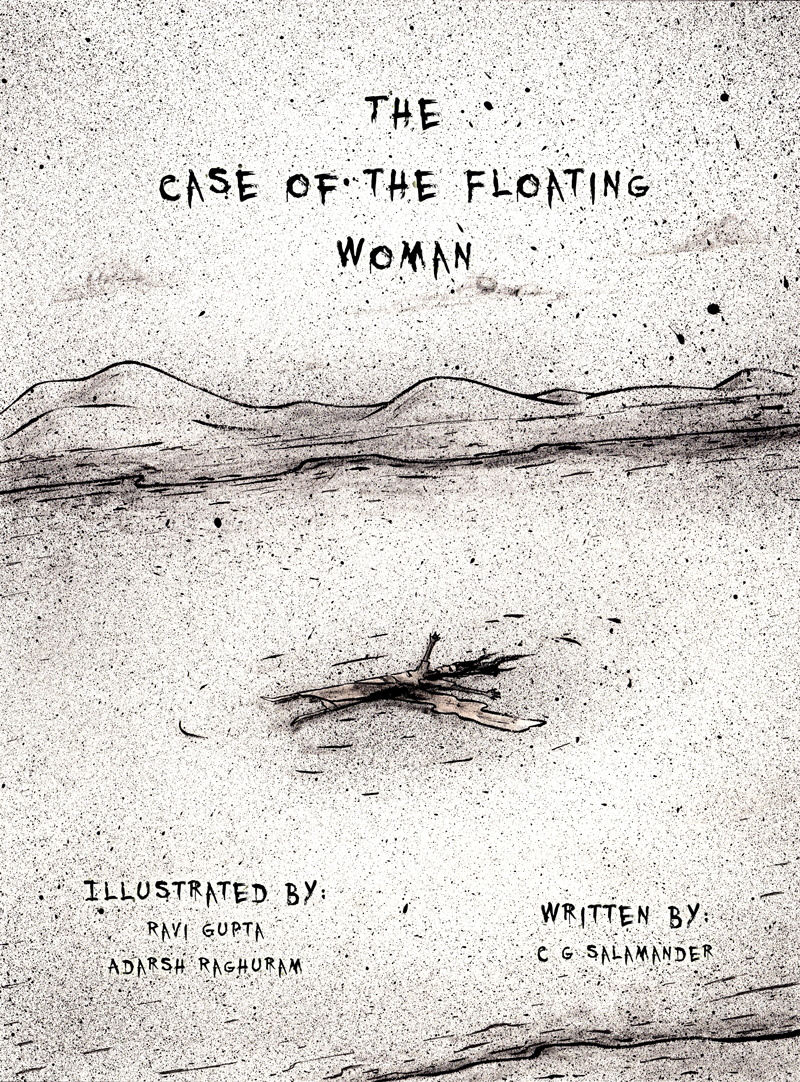 THE
CASE OF THE FLOATING
WOMAN
ILLUSTRATED BY:
RAVI GUPTA
ADARSH RAGHURAM
WRITTEN BY:
C G SALAMANDER